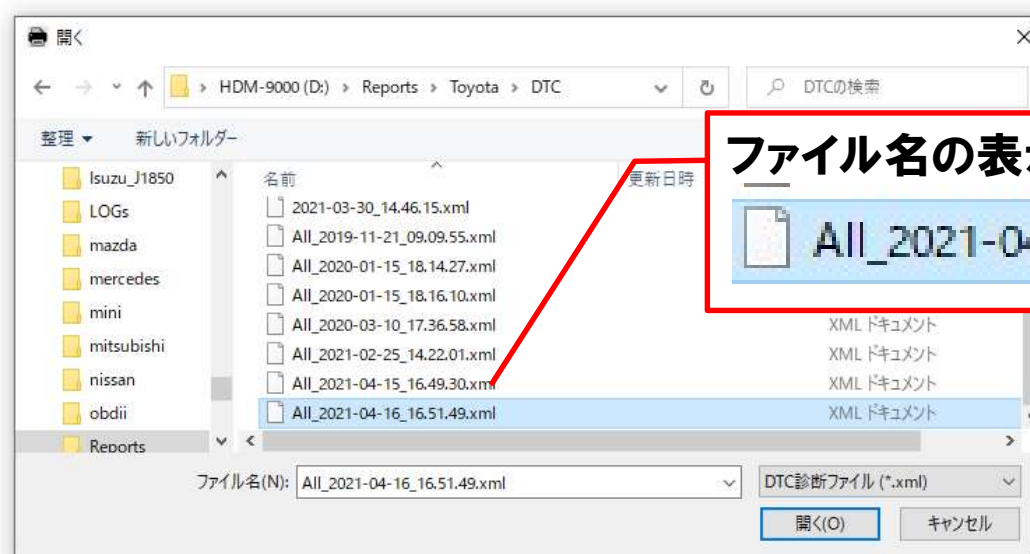 開く
HDM-9000 (D:) › Reports › Toyota › DTC
DTCの検索
整理 新しいフォルダー
ファイル名の表
All_2021-04
名前 更新日時
Isuzu_J1850
LOGs
mazda
mercedes
mini
mitsubishi
nissan
obdii
Reports
2021-03-30_14.46.15.xml
All_2019-11-21_09.09.55.xml
All_2020-01-15_18.14.27.xml
All_2020-01-15_18.16.10.xml
All_2020-03-10_17.36.58.xml XML ドキュメント
All_2021-02-25_14.22.01.xml XML ドキュメント
All_2021-04-15_16.49.30.xml XML ドキュメント
All_2021-04-16_16.51.49.xml XML ドキュメント
ファイル名(N): All_2021-04-16_16.51.49.xml DTC診断ファイル (*.xml)
開く(O) キャンセル